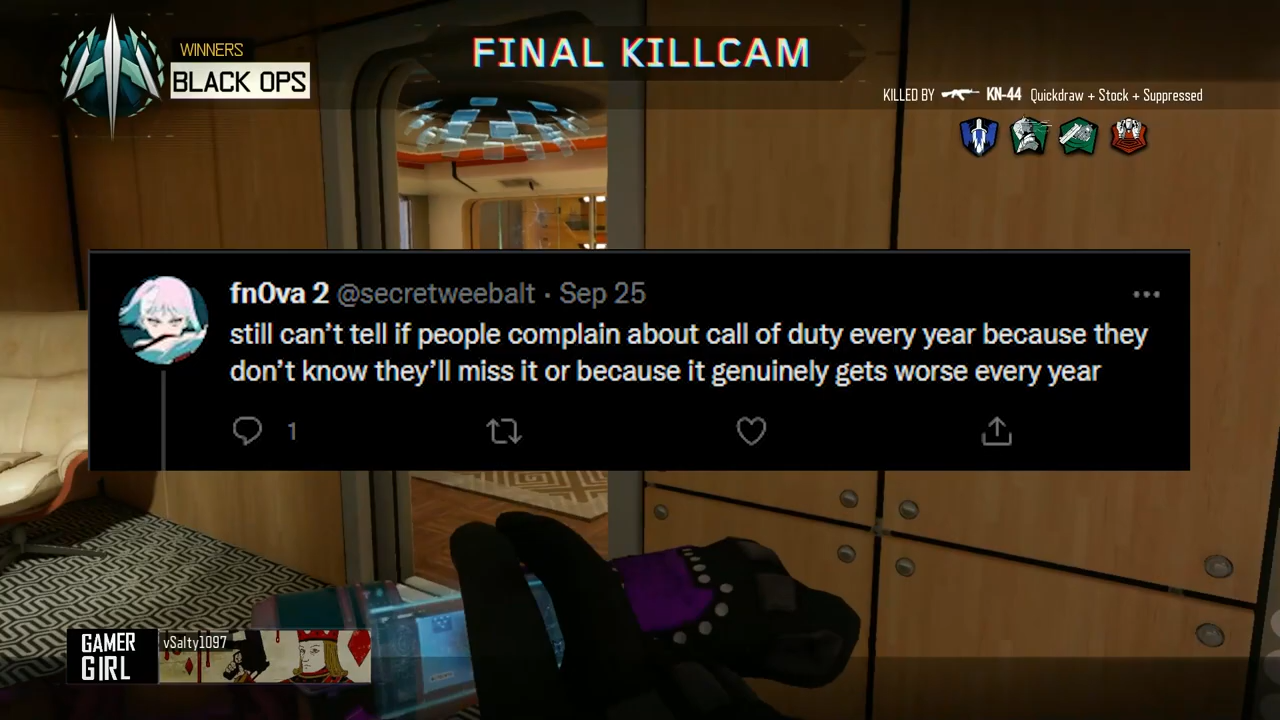 WINNERS
BLACK OPS
FINAL KILLCAM
KILLED BY KN-44 Quickdraw + Stock + Suppressed
fn0va 2 @secretweebalt · Sep 25
still can't tell if people complain about call of duty every year because they
don't know they'll miss it or because it genuinely gets worse every year
1
GAMER
GIRL
vSalty1097